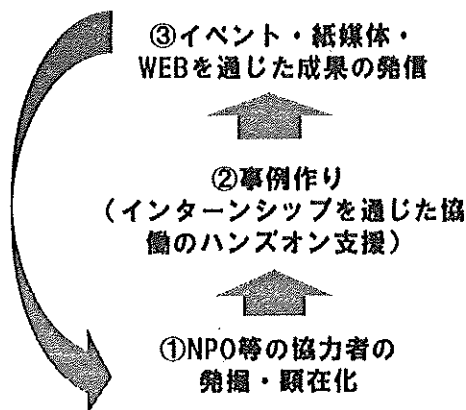 ③イベント・紙媒体・
WEBを通じた成果の発信
②事例作り
(インターンシップを通じた協
働のハンズオン支援)
①NPO等の協力者の
発掘・顕在化